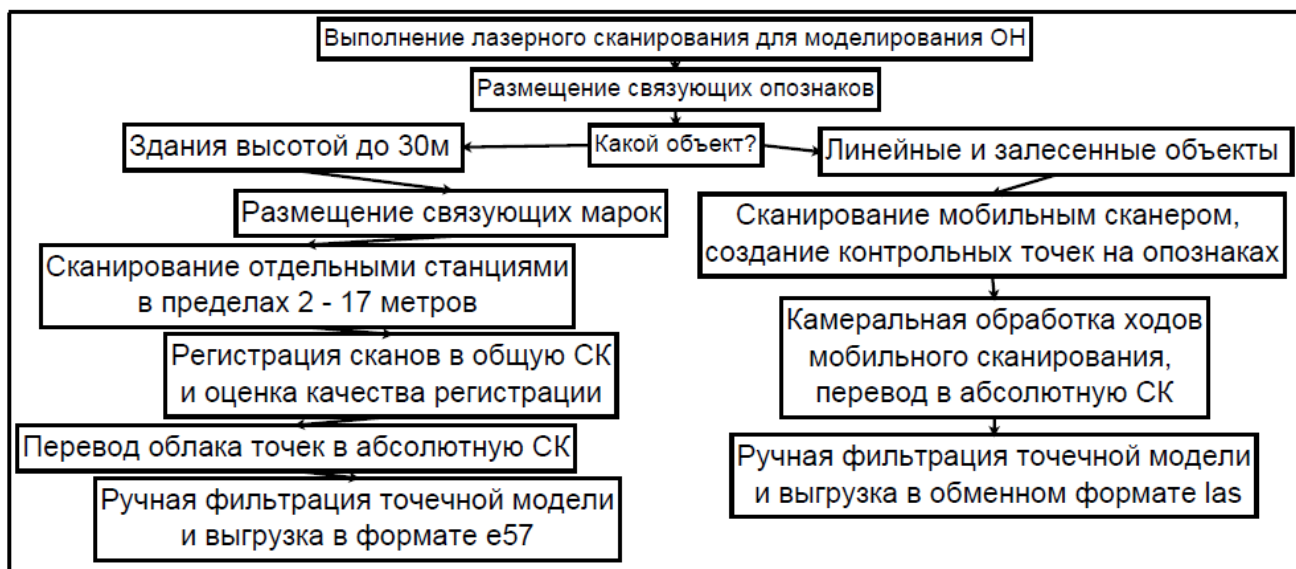 Выполнение лазерного сканирования для моделирования ОН
Размещение связующих опознаков
Какой объект?
Здания высотой до 30м
Размещение связующих марок
Сканирование отдельными станциями
в пределах 2 - 17 метров
Регистрация сканов в общую СК
и оценка качества регистрации
Перевод облака точек в абсолютную СК
Ручная фильтрация точечной модели
и выгрузка в формате e57
Линейные и залесенные объекты
Сканирование мобильным сканером,
создание контрольных точек на опознаках
Камеральная обработка ходов
мобильного сканирования,
перевод в абсолютную СК
Ручная фильтрация точечной модели
и выгрузка в обменном формате las